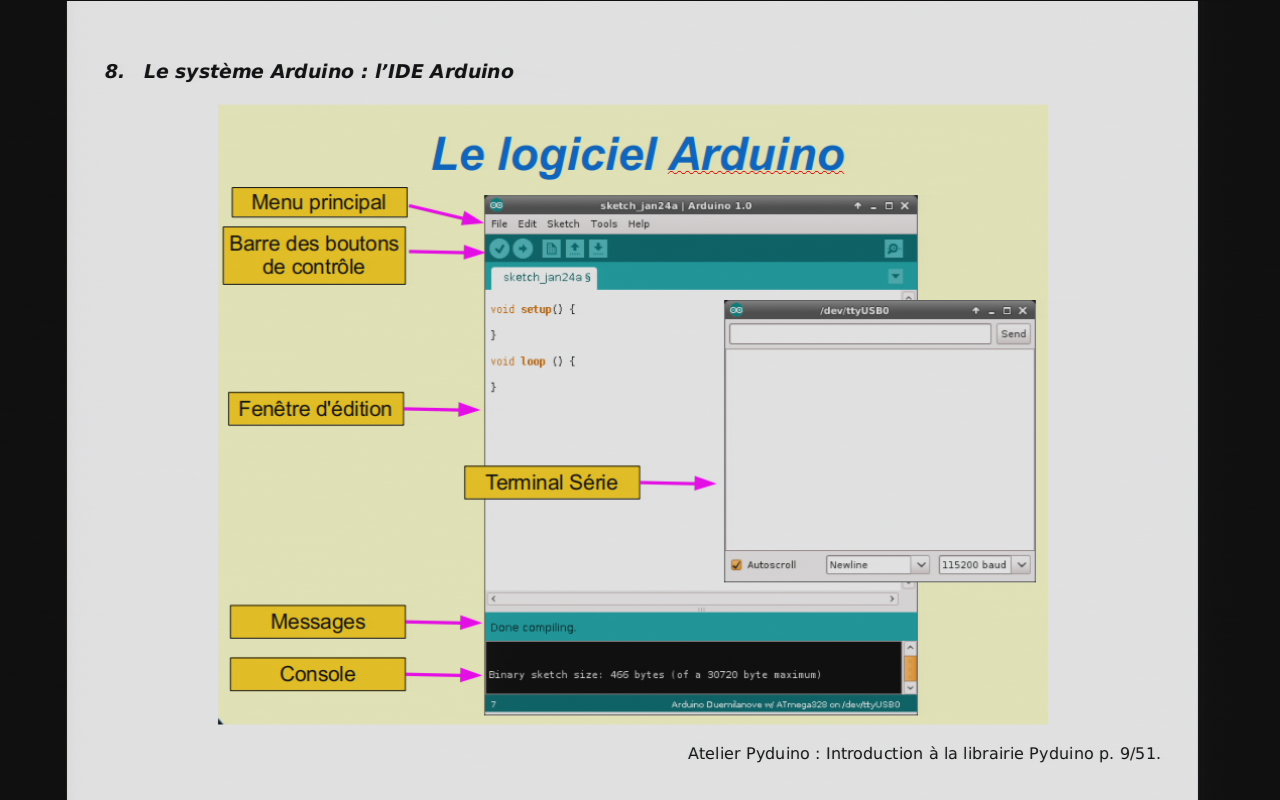 8. Le système Arduino : l’IDE Arduino
Le logiciel Arduino
Menu principal
sketch_jan24a | Arduino 1.0
File Edit Sketch Tools Help
Barre des boutons
de contrôle
sketch_jan24a §
void setup() {
}
void loop () {
}
/dev/ttyUSB0
Send
Fenêtre d'édition
Terminal Série
Autoscroll
Newline
115200 baud
Messages
Done compiling.
Console
Binary sketch size: 466 bytes (of a 30720 byte maximum)
7
Arduino Duemilanove w/ ATmega328 on /dev/ttyUSB0
Atelier Pyduino : Introduction à la librairie Pyduino p. 9/51.